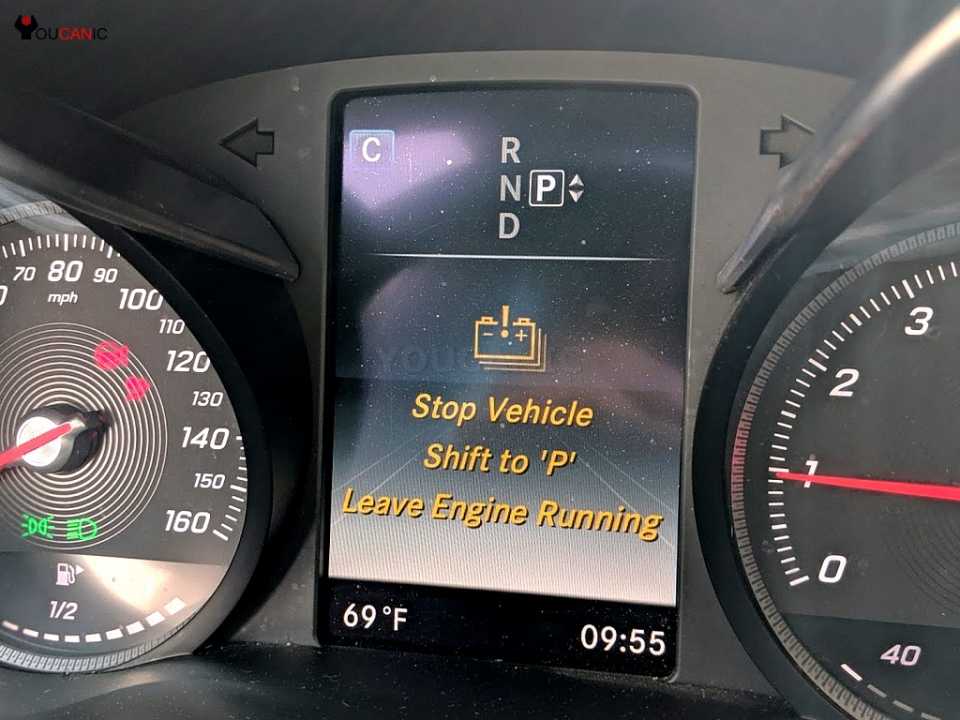 YOUCANIC
C
R
N P
D
70 80 90
mph
100
110
120
130
140
150
160
YOUCANIC
Stop Vehicle
Shift to 'P'
Leave Engine Running
1/2
69°F
09:55
3
2
1
0
40